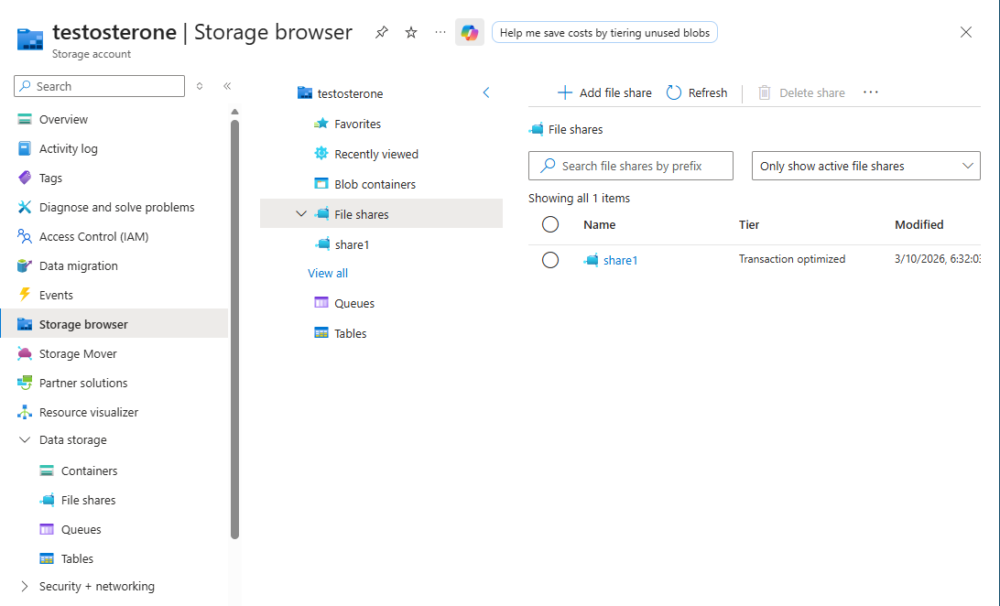 testosterone | Storage browser
Storage account
Help me save costs by tiering unused blobs
Search
Overview
Activity log
Tags
Diagnose and solve problems
Access Control (IAM)
Data migration
Events
Storage browser
Storage Mover
Partner solutions
Resource visualizer
Data storage
Containers
File shares
Queues
Tables
Security + networking
testosterone
Favorites
Recently viewed
Blob containers
File shares
share1
View all
Queues
Tables
Add file share Refresh Delete share
File shares
Search file shares by prefix Only show active file shares
Showing all 1 items
Name Tier Modified
share1 Transaction optimized 3/10/2026, 6:32:03